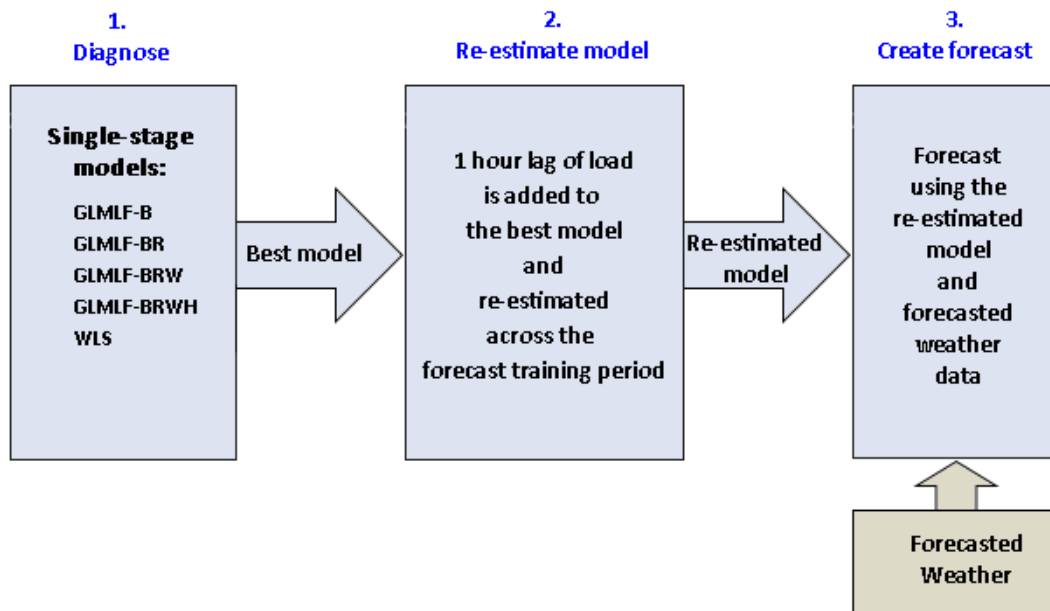 1.
Diagnose
Single-stage
models:
GLMLF-B
GLMLF-BR
GLMLF-BRW
GLMLF-BRWH
WLS
Best model
2.
Re-estimate model
1 hour lag of load
is added to
the best model
and
re-estimated
across the
forecast training period
Re-estimated
model
3.
Create forecast
Forecast
using the
re-estimated
model
and
forecasted
weather
data
Forecasted
Weather